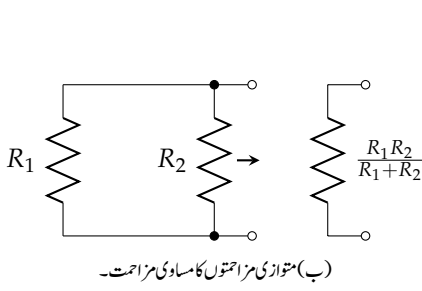 R₁
R₂
R₁R₂
R₁+R₂
(ب) متوازی مزاحمتوں کا مساوی مزاحمت۔